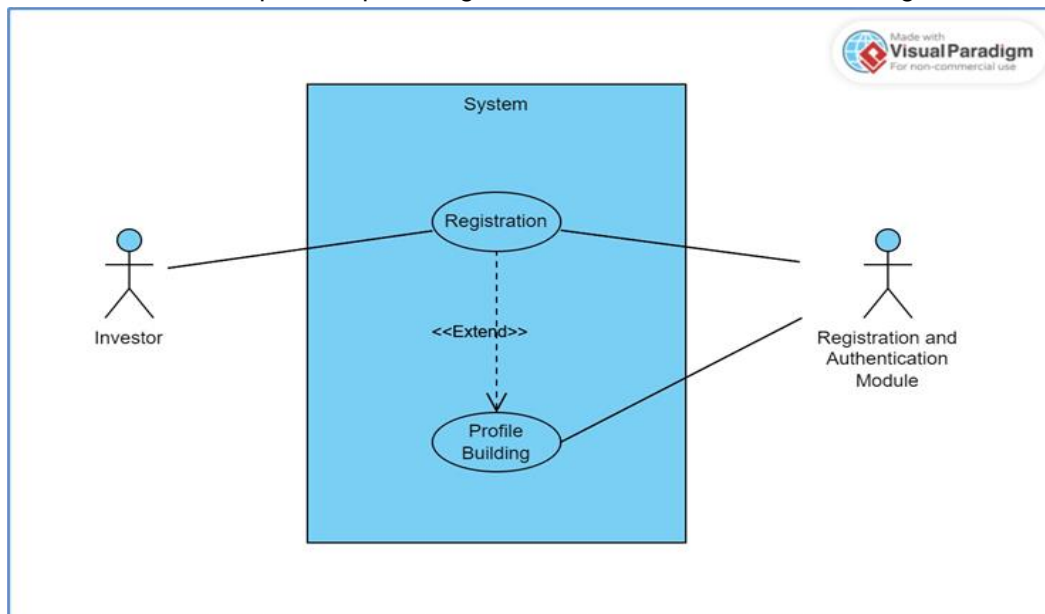 Made with
Visual Paradigm
For non-commercial use
System
Registration
Investor
<<Extend>>
Registration and
Authentication
Module
Profile
Building